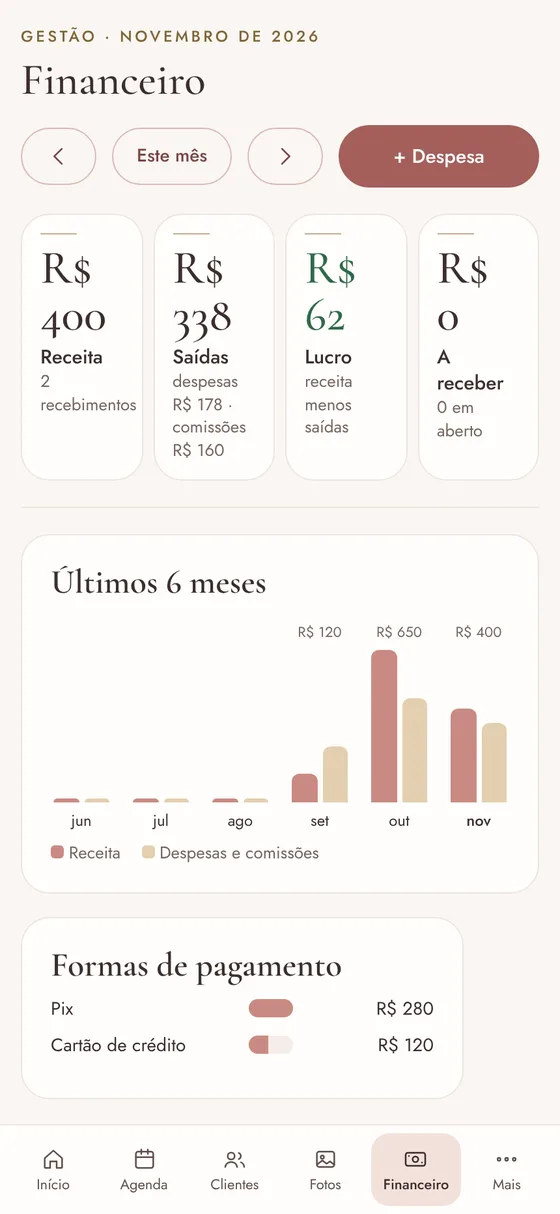 GESTÃO · NOVEMBRO DE 2026
Financeiro
Este mês
+ Despesa
R$
400
Receita
2
recebimentos
R$
338
Saídas
despesas
R$ 178 ·
comissões
R$ 160
R$
62
Lucro
receita
menos
saídas
R$
0
A
receber
0 em
aberto
Últimos 6 meses
R$ 120
R$ 650
R$ 400
jun
jul
ago
set
out
nov
Receita
Despesas e comissões
Formas de pagamento
Pix
R$ 280
Cartão de crédito
R$ 120
Início
Agenda
Clientes
Fotos
Financeiro
Mais